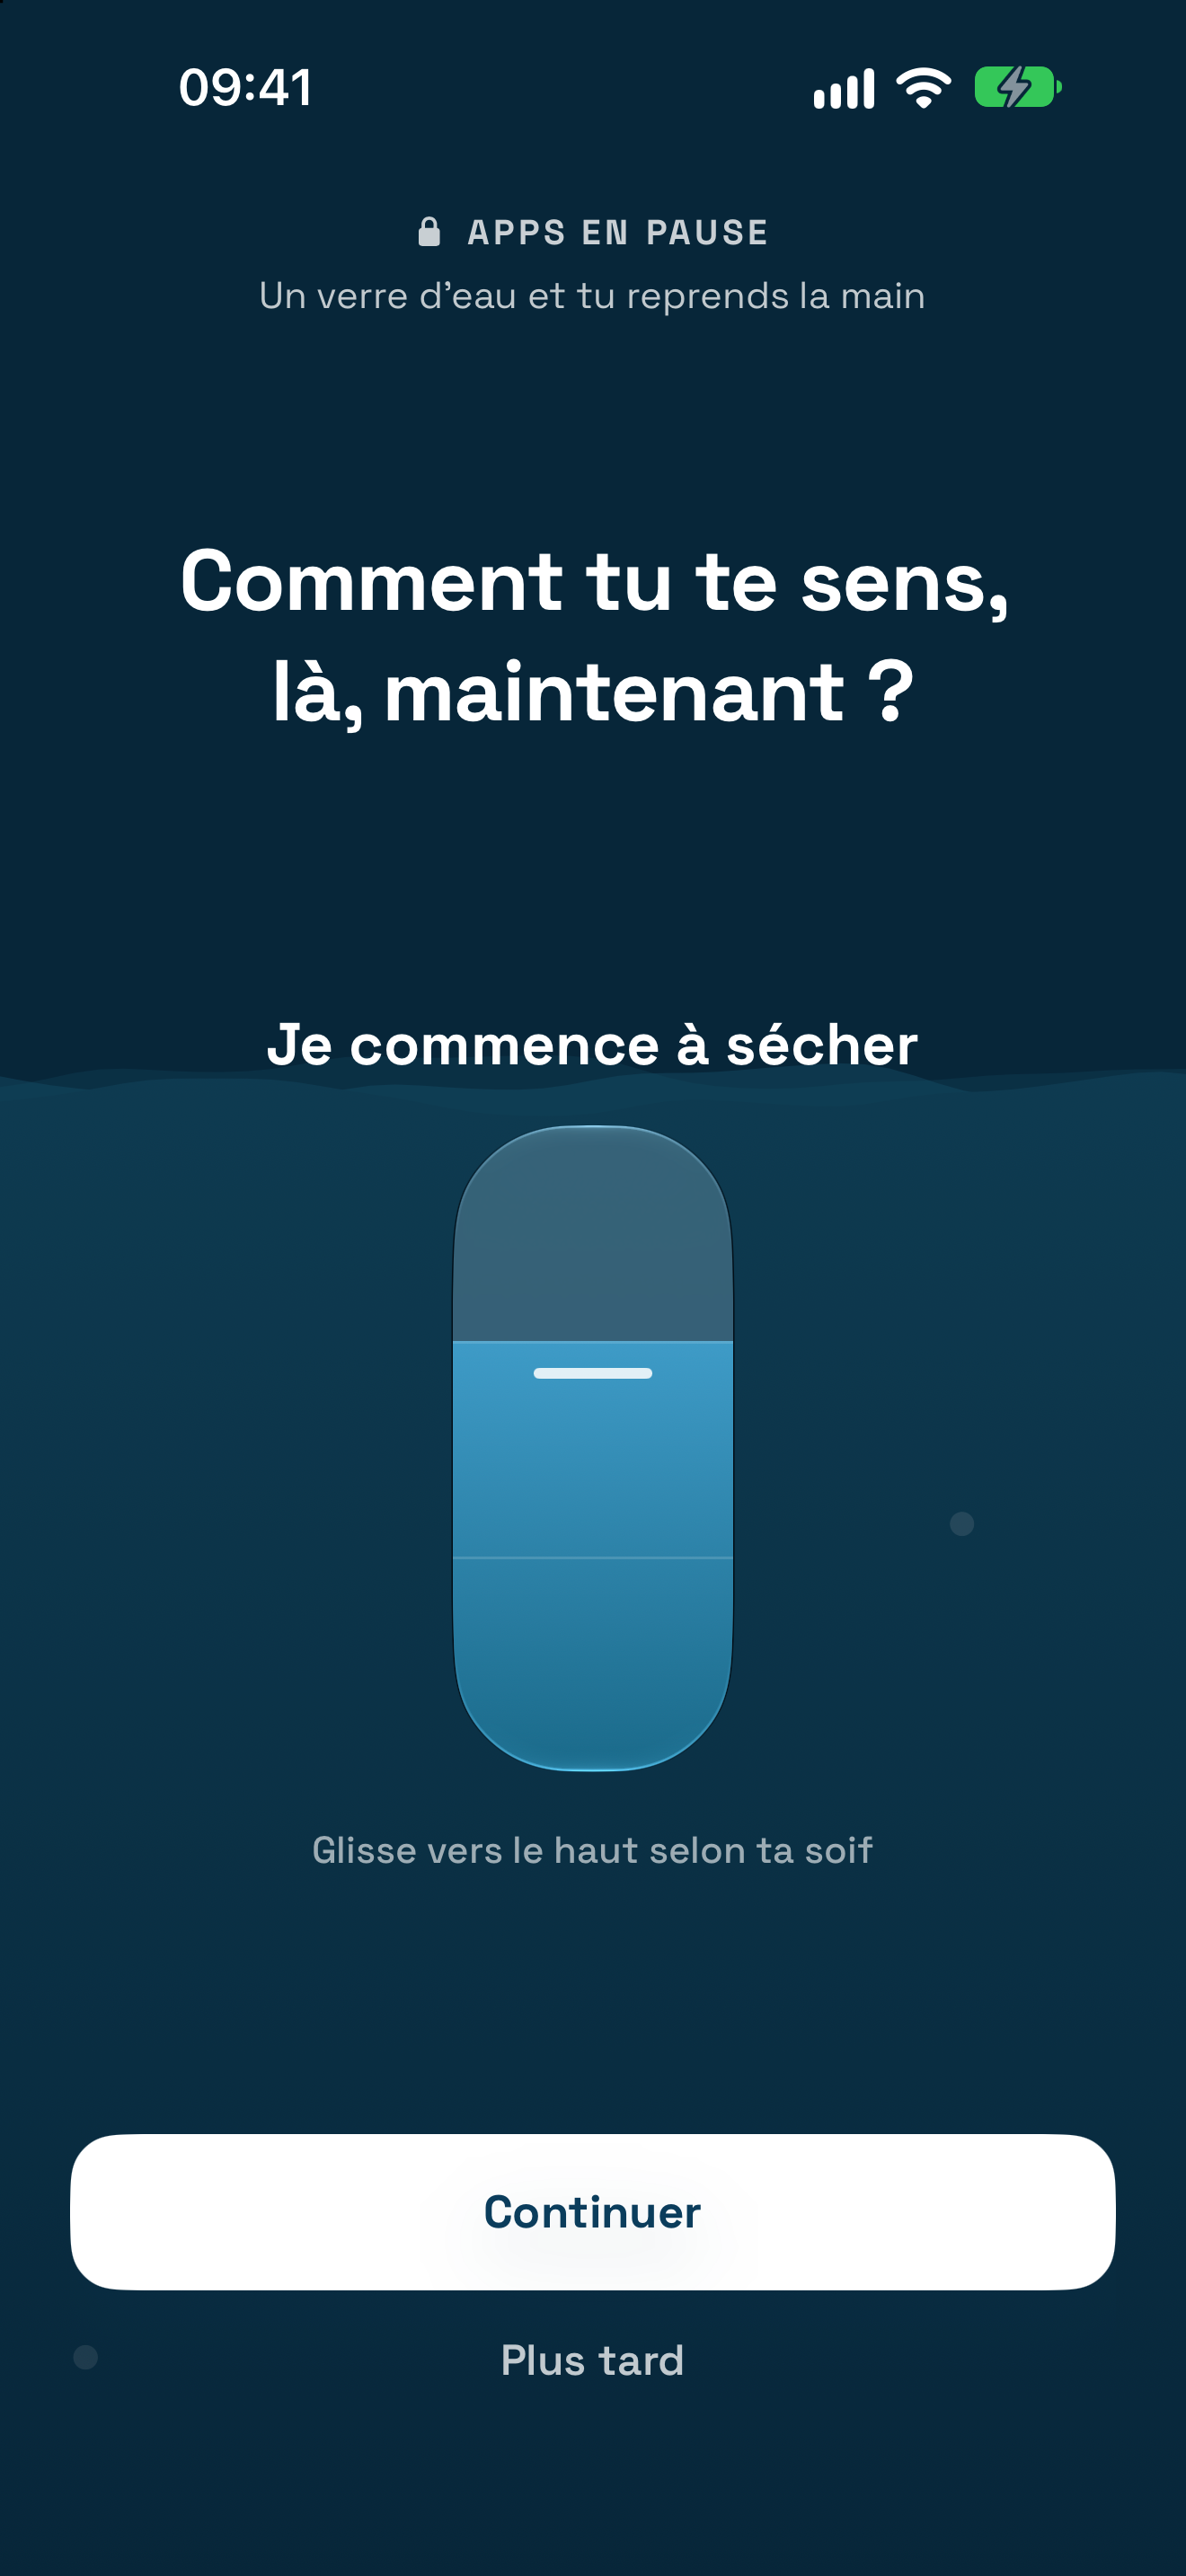 09:41
APPS EN PAUSE
Un verre d’eau et tu reprends la main
Comment tu te sens,
là, maintenant ?
Je commence à sécher
Glisse vers le haut selon ta soif
Continuer
Plus tard